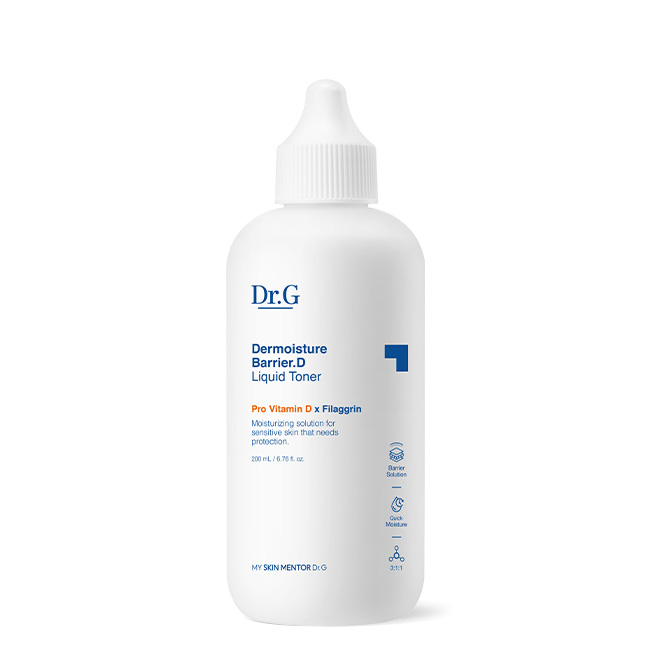 Dr.G
Dermoisture
Barrier.D
Liquid Toner
Pro Vitamin D x Filaggrin
Moisturizing solution for
sensitive skin that needs
protection.
200 mL / 6.76 fl. oz.
Barrier
Solution
Quick
Moisture
3:1:1
MY SKIN MENTOR Dr.G